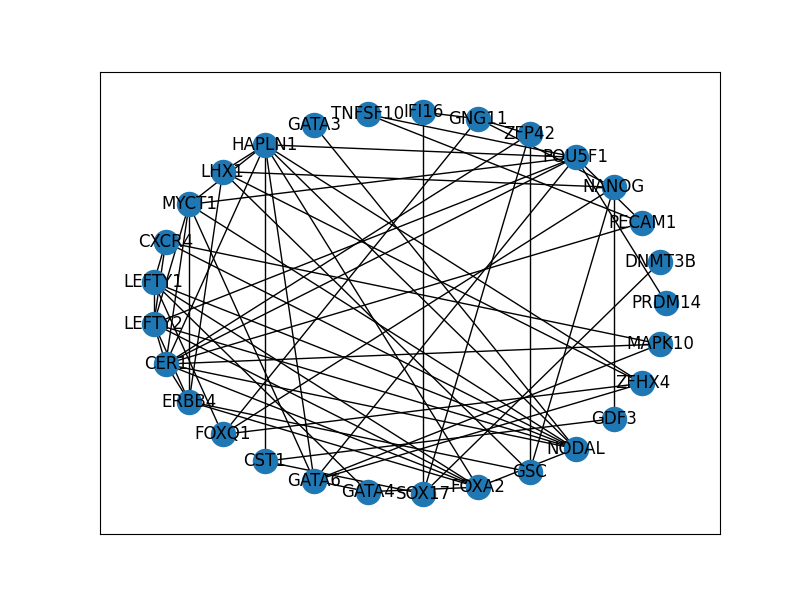 TNFSF10
IFI16
GNG11
GATA3
ZFP42
HAPLN1
POU5F1
LHX1
NANOG
MYCT1
PECAM1
CXCR4
DNMT3B
LEFTY1
PRDM14
LEFTY2
MAPK10
CER1
ZFHX4
ERBB4
GDF3
FOXQ1
NODAL
CST1
GSC
GATA6
GATA4
SOX17
FOXA2